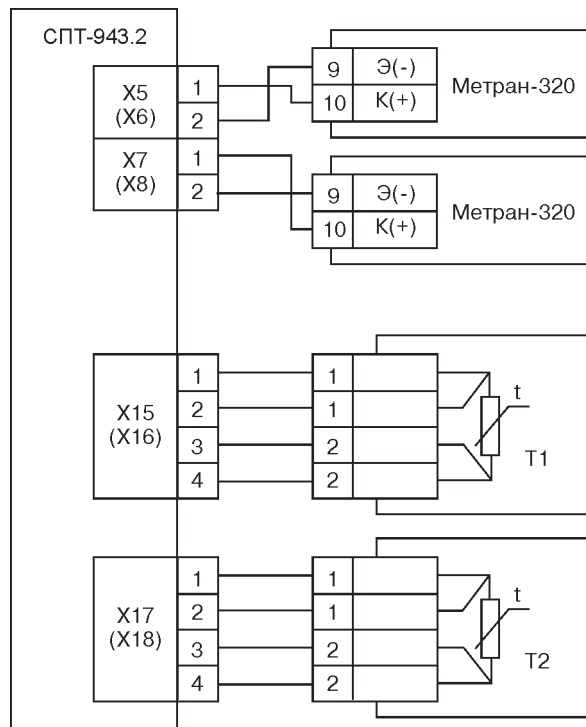 СПТ-943.2
X5
(X6)
1
2
9 Э(-)
10 К(+)
Метран-320
X7
(X8)
1
2
9 Э(-)
10 К(+)
Метран-320
X15
(X16)
1
2
3
4
1
1
2
2
t
T1
X17
(X18)
1
2
3
4
1
1
2
2
t
T2